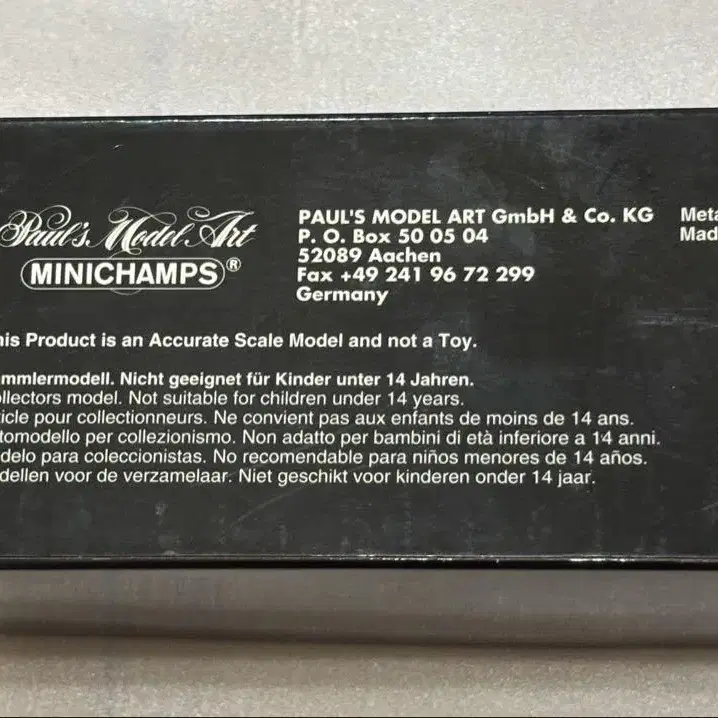 Paul's Model Art
MINICHAMPS®
PAUL'S MODEL ART GmbH & Co. KG
P. O. Box 50 05 04
52089 Aachen
Fax +49 241 96 72 299
Germany
Meta
Mad
his Product is an Accurate Scale Model and not a Toy.
mmlermodell. Nicht geeignet für Kinder unter 14 Jahren.
llectors model. Not suitable for children under 14 years.
ticle pour collectionneurs. Ne convient pas aux enfants de moins de 14 ans.
tomodello per collezionismo. Non adatto per bambini di età inferiore a 14 anni.
delo para coleccionistas. No recomendable para niños menores de 14 años.
dellen voor de verzamelaar. Niet geschikt voor kinderen onder 14 jaar.